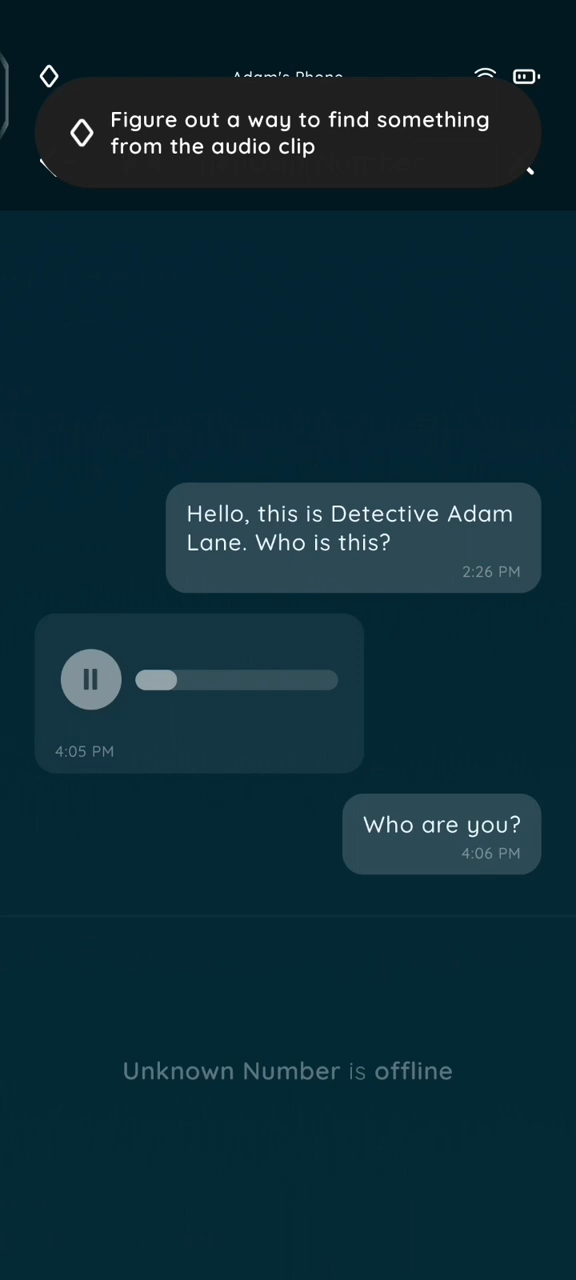 Adam's Phone
Figure out a way to find something
from the audio clip
Hello, this is Detective Adam
Lane. Who is this?
2:26 PM
4:05 PM
Who are you?
4:06 PM
Unknown Number is offline